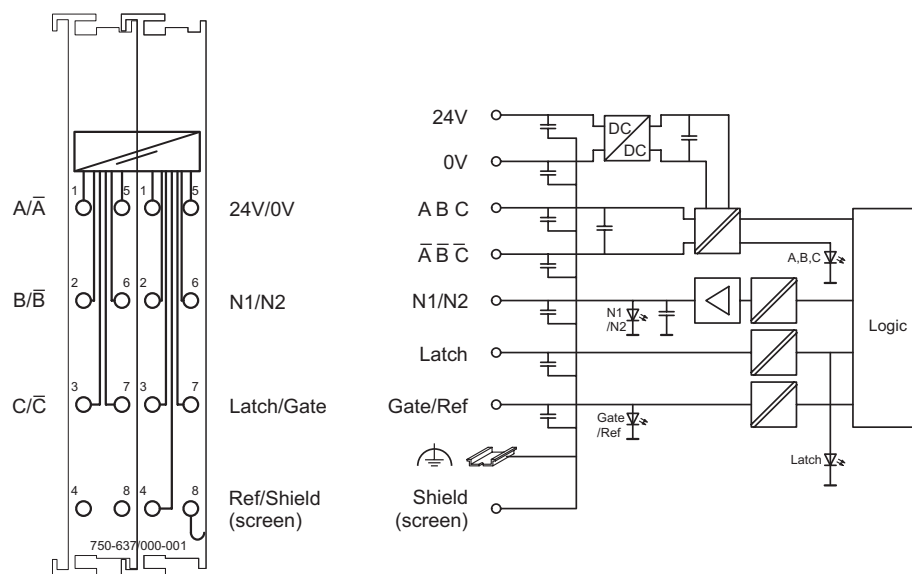 1 5 1 5
A/A̅ 24V/0V
2 6 2 6
B/B̅ N1/N2
3 7 3 7
C/C̅ Latch/Gate
4 8 4 8
Ref/Shield
(screen)
750-637/000-001
24V
0V
DC
DC
A B C
A̅ B̅ C̅
A,B,C
N1/N2
N1
/N2
Logic
Latch
Gate/Ref
Gate
/Ref
Latch
Shield
(screen)